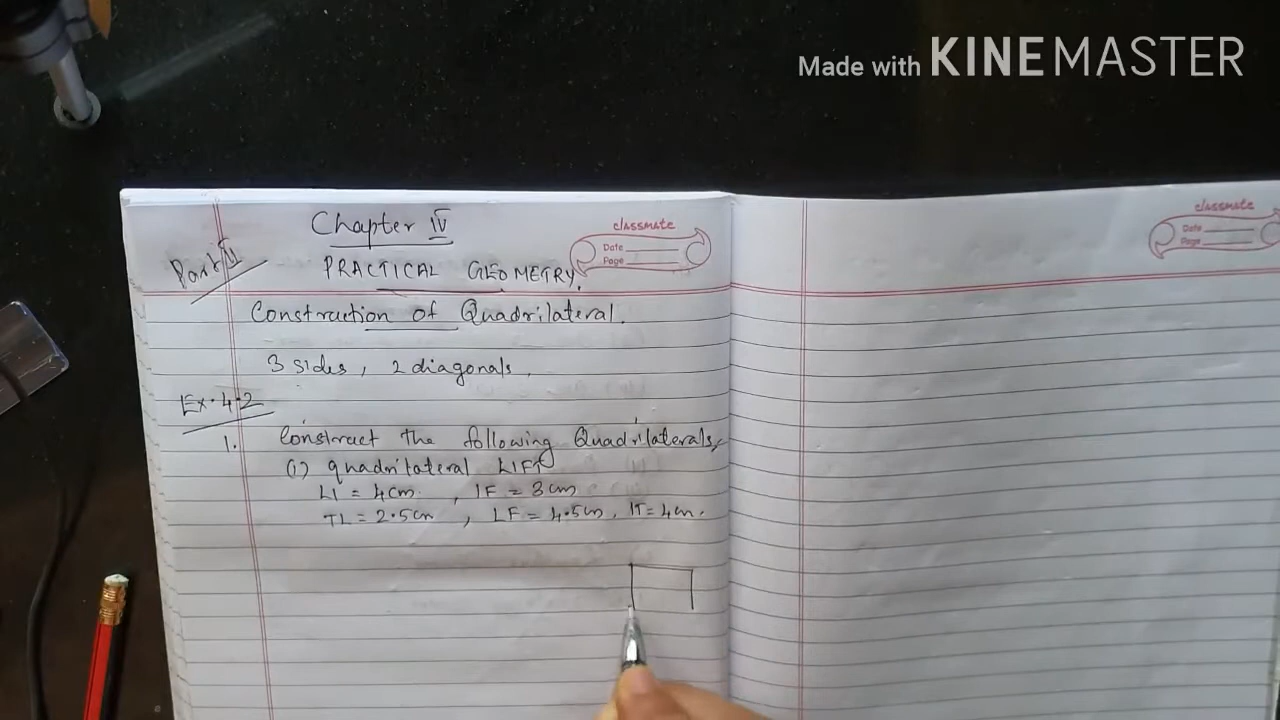 Made with KINEMASTER
Chapter IV
classmate
Date
Page
Part II
PRACTICAL GEOMETRY.
Construction of Quadrilateral.
3 sides, 2 diagonals.
Ex. 4.2
1. Construct the following Quadrilaterals,
(i) quadrilateral LIFT
LI = 4cm. , IF = 3cm
TL = 2.5cm , LF = 4.5cm, IT = 4cm.
classmate
Date
Page